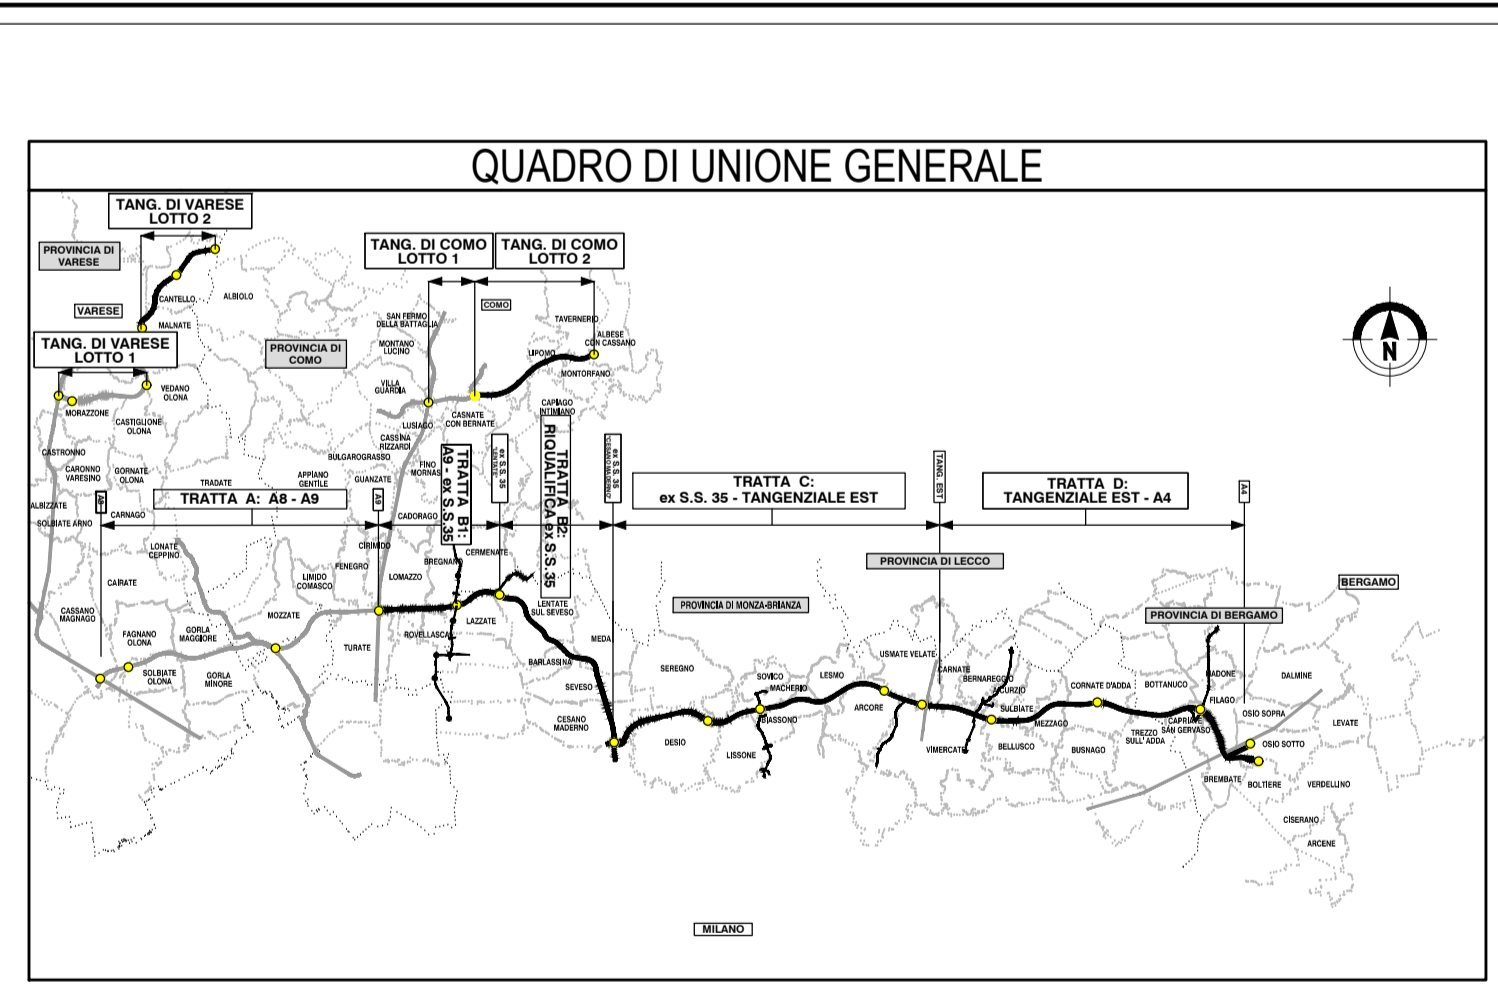 QUADRO DI UNIONE GENERALE
TANG. DI VARESE
LOTTO 2
PROVINCIA DI
VARESE
TANG. DI COMO
LOTTO 1
TANG. DI COMO
LOTTO 2
CANTELLO
ALBIOLO
VARESE
MALNATE
COMO
SAN FERMO
DELLA BATTAGLIA
TAVERNERIO
ALBESE
CON CASSANO
TANG. DI VARESE
LOTTO 1
PROVINCIA DI
COMO
MONTANO
LUCINO
LIPOMO
MONTORFANO
N
VEDANO
OLONA
VILLA
GUARDIA
MORAZZONE
CASTIGLIONE
OLONA
LUSIAGO
CASNATE
CON BERNATE
CAPIAGO
INTIMIANO
CASSINA
RIZZARDI
CASTRONNO
BULGAROGRASSO
CARONNO
VARESINO
GORNATE
OLONA
TRADATE
APPIANO
GENTILE
GUANZATE
FINO
MORNAS
TRATTA B1:
A9 - ex S.S.35
ex S.S. 35
"LENTATE"
TRATTA B2:
RIQUALIFICA ex S.S.35
ex S.S. 35
"CESANO MADERNO"
TRATTA C:
ex S.S. 35 - TANGENZIALE EST
TANG. EST
TRATTA D:
TANGENZIALE EST - A4
A4
ALBIZZATE
A8
TRATTA A: A8 - A9
A9
SOLBIATE ARNO
CARNAGO
CADORAGO
LONATE
CEPPINO
CIRIMIDO
FENEGRO
BREGNANO
CERMENATE
PROVINCIA DI LECCO
CAIRATE
LIMIDO
COMASCO
LOMAZZO
BERGAMO
CASSANO
MAGNAGO
MOZZATE
LAZZATE
LENTATE
SUL SEVESO
PROVINCIA DI MONZA-BRIANZA
PROVINCIA DI BERGAMO
FAGNANO
OLONA
GORLA
MAGGIORE
TURATE
ROVELLASCA
MEDA
USMATE VELATE
BARLASSINA
SEREGNO
CARNATE
SOLBIATE
OLONA
GORLA
MINORE
SOVICO
LESMO
BERNAREGGIO
MADONE
DALMINE
SEVESO
MACHERIO
AICURZIO
CORNATE D'ADDA
BOTTANUCO
FILAGO
ARCORE
SULBIATE
OSIO SOPRA
CESANO
MADERNO
BIASSONO
MEZZAGO
CAPRIATE
SAN GERVASO
LEVATE
DESIO
TREZZO
SULL' ADDA
OSIO SOTTO
LISSONE
VIMERCATE
BELLUSCO
BUSNAGO
BREMBATE
BOLTIERE
VERDELLINO
CISERANO
ARCENE
MILANO